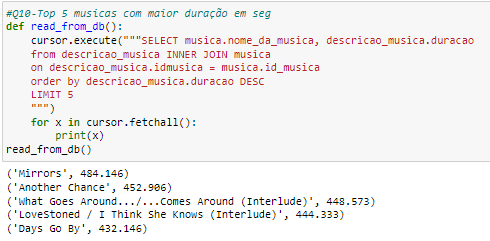 #Q10-Top 5 musicas com maior duração em seg
def read_from_db():
    cursor.execute("""SELECT musica.nome_da_musica, descricao_musica.duracao
    from descricao_musica INNER JOIN musica
    on descricao_musica.idmusica = musica.id_musica
    order by descricao_musica.duracao DESC
    LIMIT 5
    """)
    for x in cursor.fetchall():
        print(x)
read_from_db()
('Mirrors', 484.146)
('Another Chance', 452.906)
('What Goes Around.../...Comes Around (Interlude)', 448.573)
('LoveStoned / I Think She Knows (Interlude)', 444.333)
('Days Go By', 432.146)